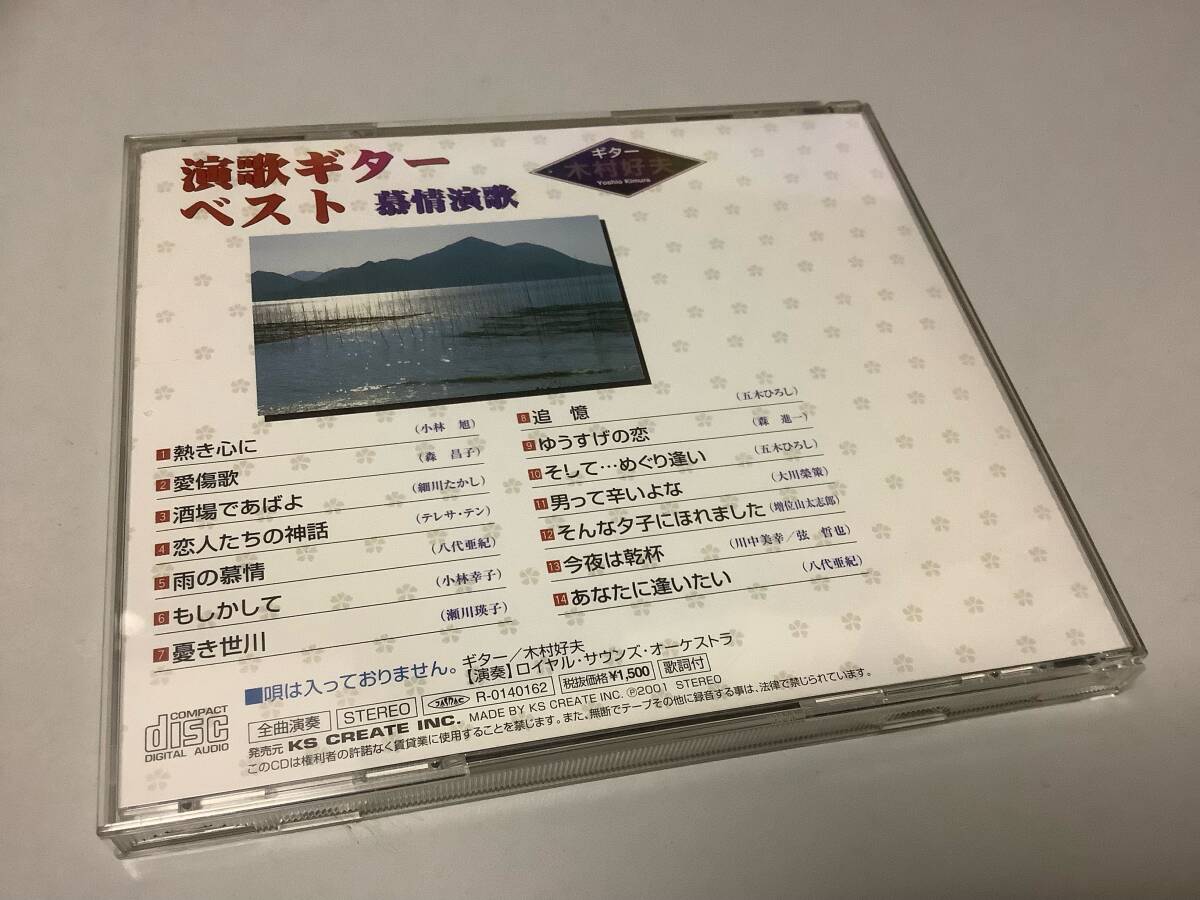 演歌ギター
ベスト 慕情演歌
ギター
木村好夫
Yoshio Kimura
1 熱き心に (小林 旭)
2 愛傷歌 (森 昌子)
3 酒場であばよ (細川たかし)
4 恋人たちの神話 (テレサ・テン)
5 雨の慕情 (八代亜紀)
6 もしかして (小林幸子)
7 憂き世川 (瀬川瑛子)
8 追 憶 (五木ひろし)
9 ゆうすげの恋 (森 進一)
10 そして…めぐり逢い (五木ひろし)
11 男って辛いよな (大川榮策)
12 そんな夕子にほれました (増位山太志郎)
13 今夜は乾杯 (川中美幸/弦 哲也)
14 あなたに逢いたい (八代亜紀)
■唄は入っておりません。
ギター/木村好夫
【演奏】ロイヤル・サウンズ・オーケストラ
COMPACT
disc
DIGITAL AUDIO
全曲演奏 STEREO JASRAC R-0140162 税抜価格¥1,500 歌詞付
発売元 KS CREATE INC. MADE BY KS CREATE INC. ℗2001 STEREO
このCDは権利者の許諾なく賃貸業に使用することを禁じます。また、無断でテープその他に録音する事は、法律で禁じられています。